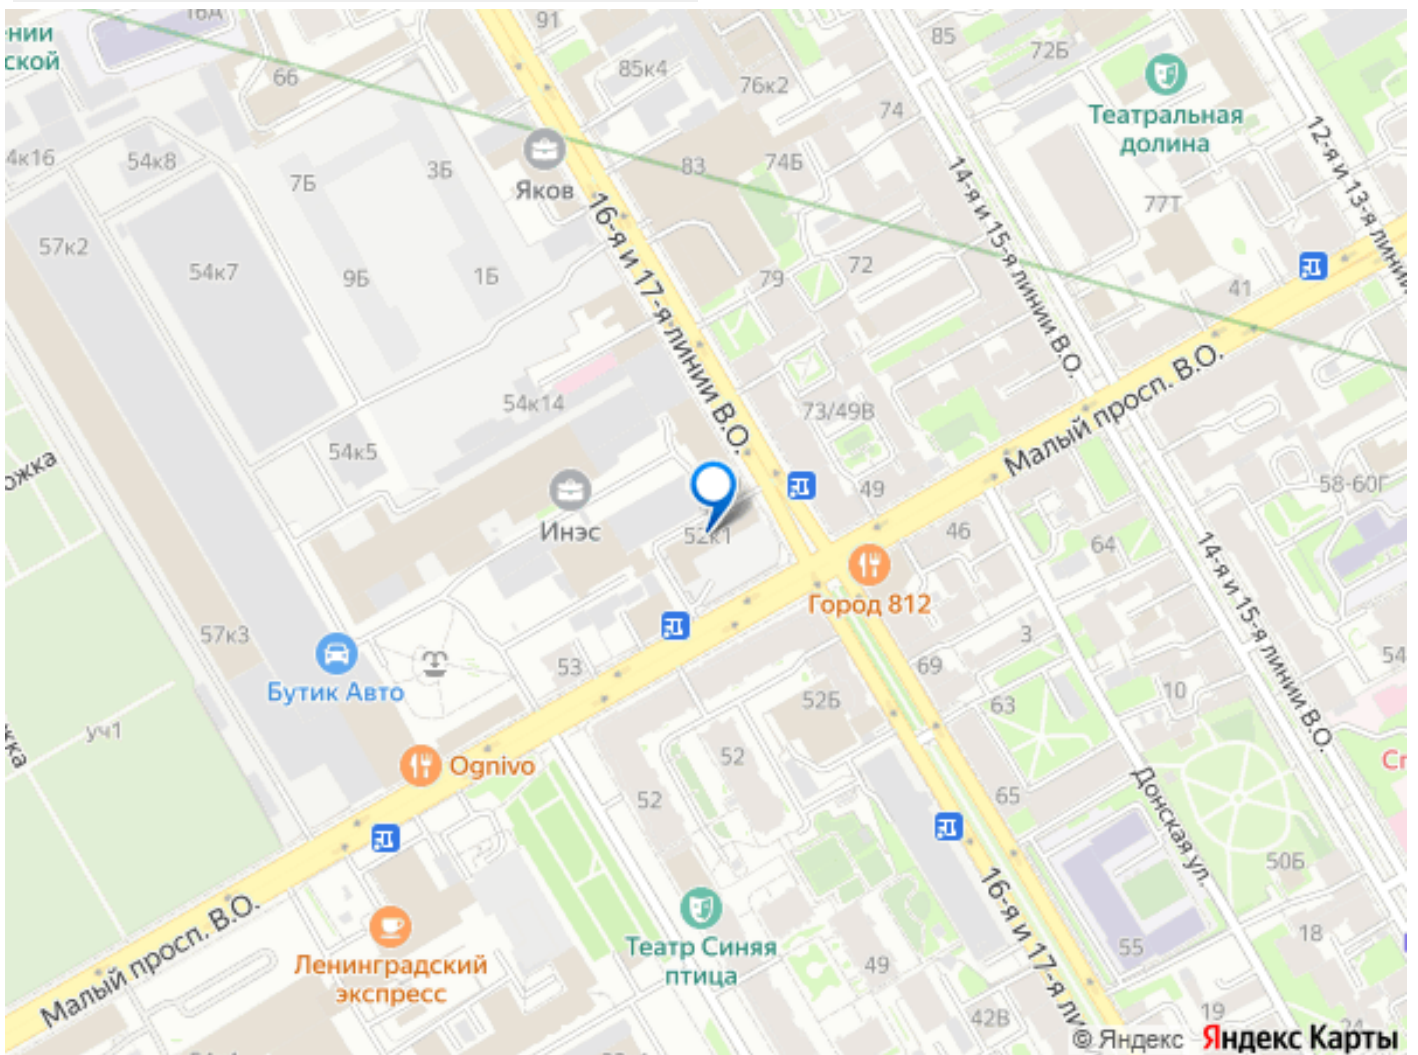 16А
91
85
нии
ской
85к4
72Б
66
76к2
74
Театральная
долина
12-я и 13-я линии
4к16
54к8
7Б
3Б
Яков
83
74Б
14-я и 15-я линии В.О.
77Т
16-я и 17-я линии В.О.
57к2
54к7
9Б
1Б
79
72
41
Малый просп. В.О.
54к14
73/49В
54к5
ожка
Инэс
52к1
49
46
58-60Г
64
14-я и 15-я линии В.О.
Город 812
57к3
53
3
69
54
Бутик Авто
52Б
63
10
уч1
жка
Ognivo
52
52
65
Донская ул.
Сп
50Б
16-я и 17-я ли
Малый просп. В.О.
Ленинградский
экспресс
Театр Синяя
птица
49
55
18
42В
19
24
© Яндекс
Яндекс Карты